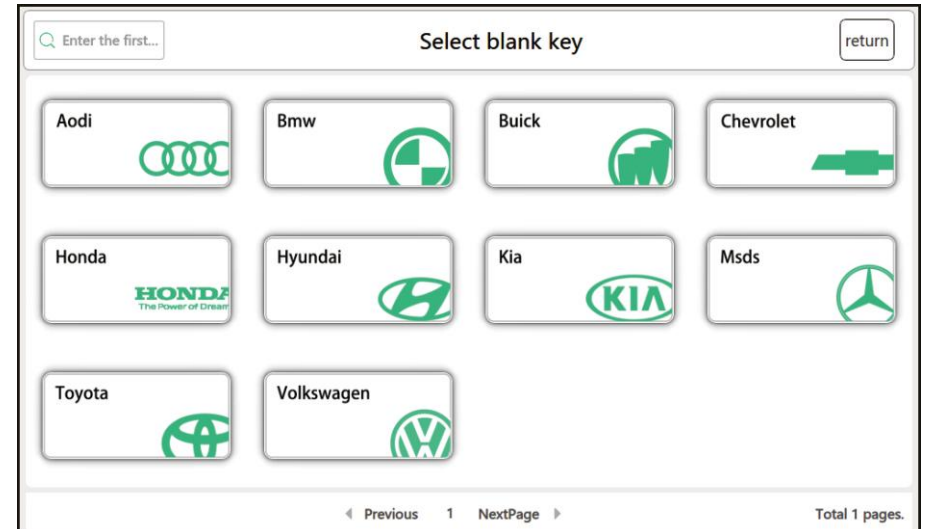 Enter the first...
Select blank key
return
Aodi
Bmw
Buick
Chevrolet
Honda
HONDA
The Power of Dream
Hyundai
Kia
KIA
Msds
Toyota
Volkswagen
Previous 1 NextPage
Total 1 pages.